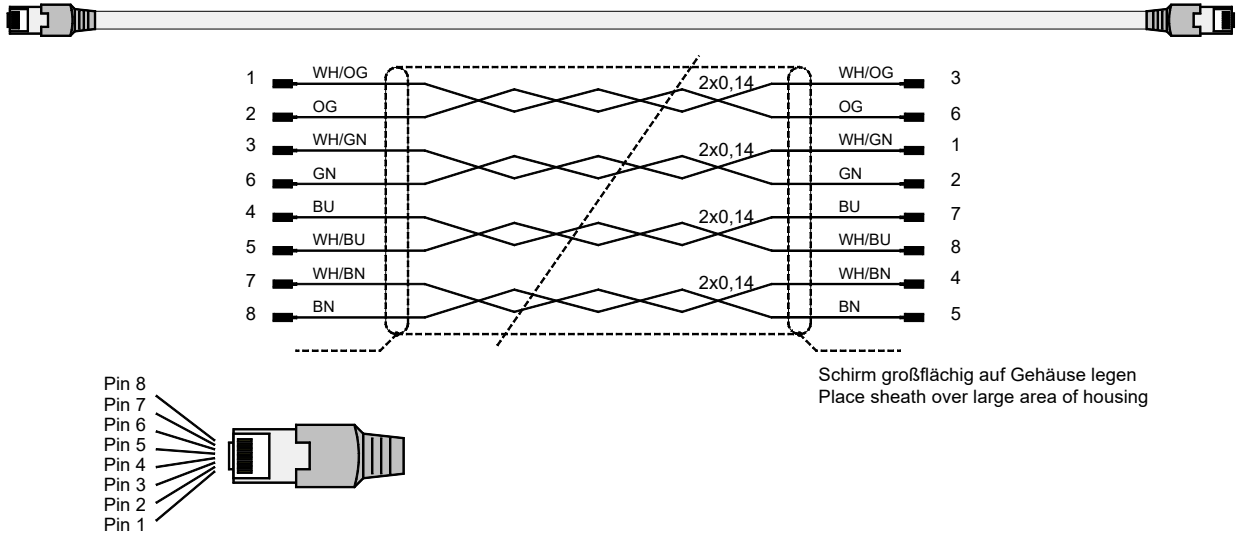 1 WH/OG 2x0,14 WH/OG 3
2 OG OG 6
3 WH/GN 2x0,14 WH/GN 1
6 GN GN 2
4 BU 2x0,14 BU 7
5 WH/BU WH/BU 8
7 WH/BN 2x0,14 WH/BN 4
8 BN BN 5
Schirm großflächig auf Gehäuse legen
Place sheath over large area of housing
Pin 8
Pin 7
Pin 6
Pin 5
Pin 4
Pin 3
Pin 2
Pin 1